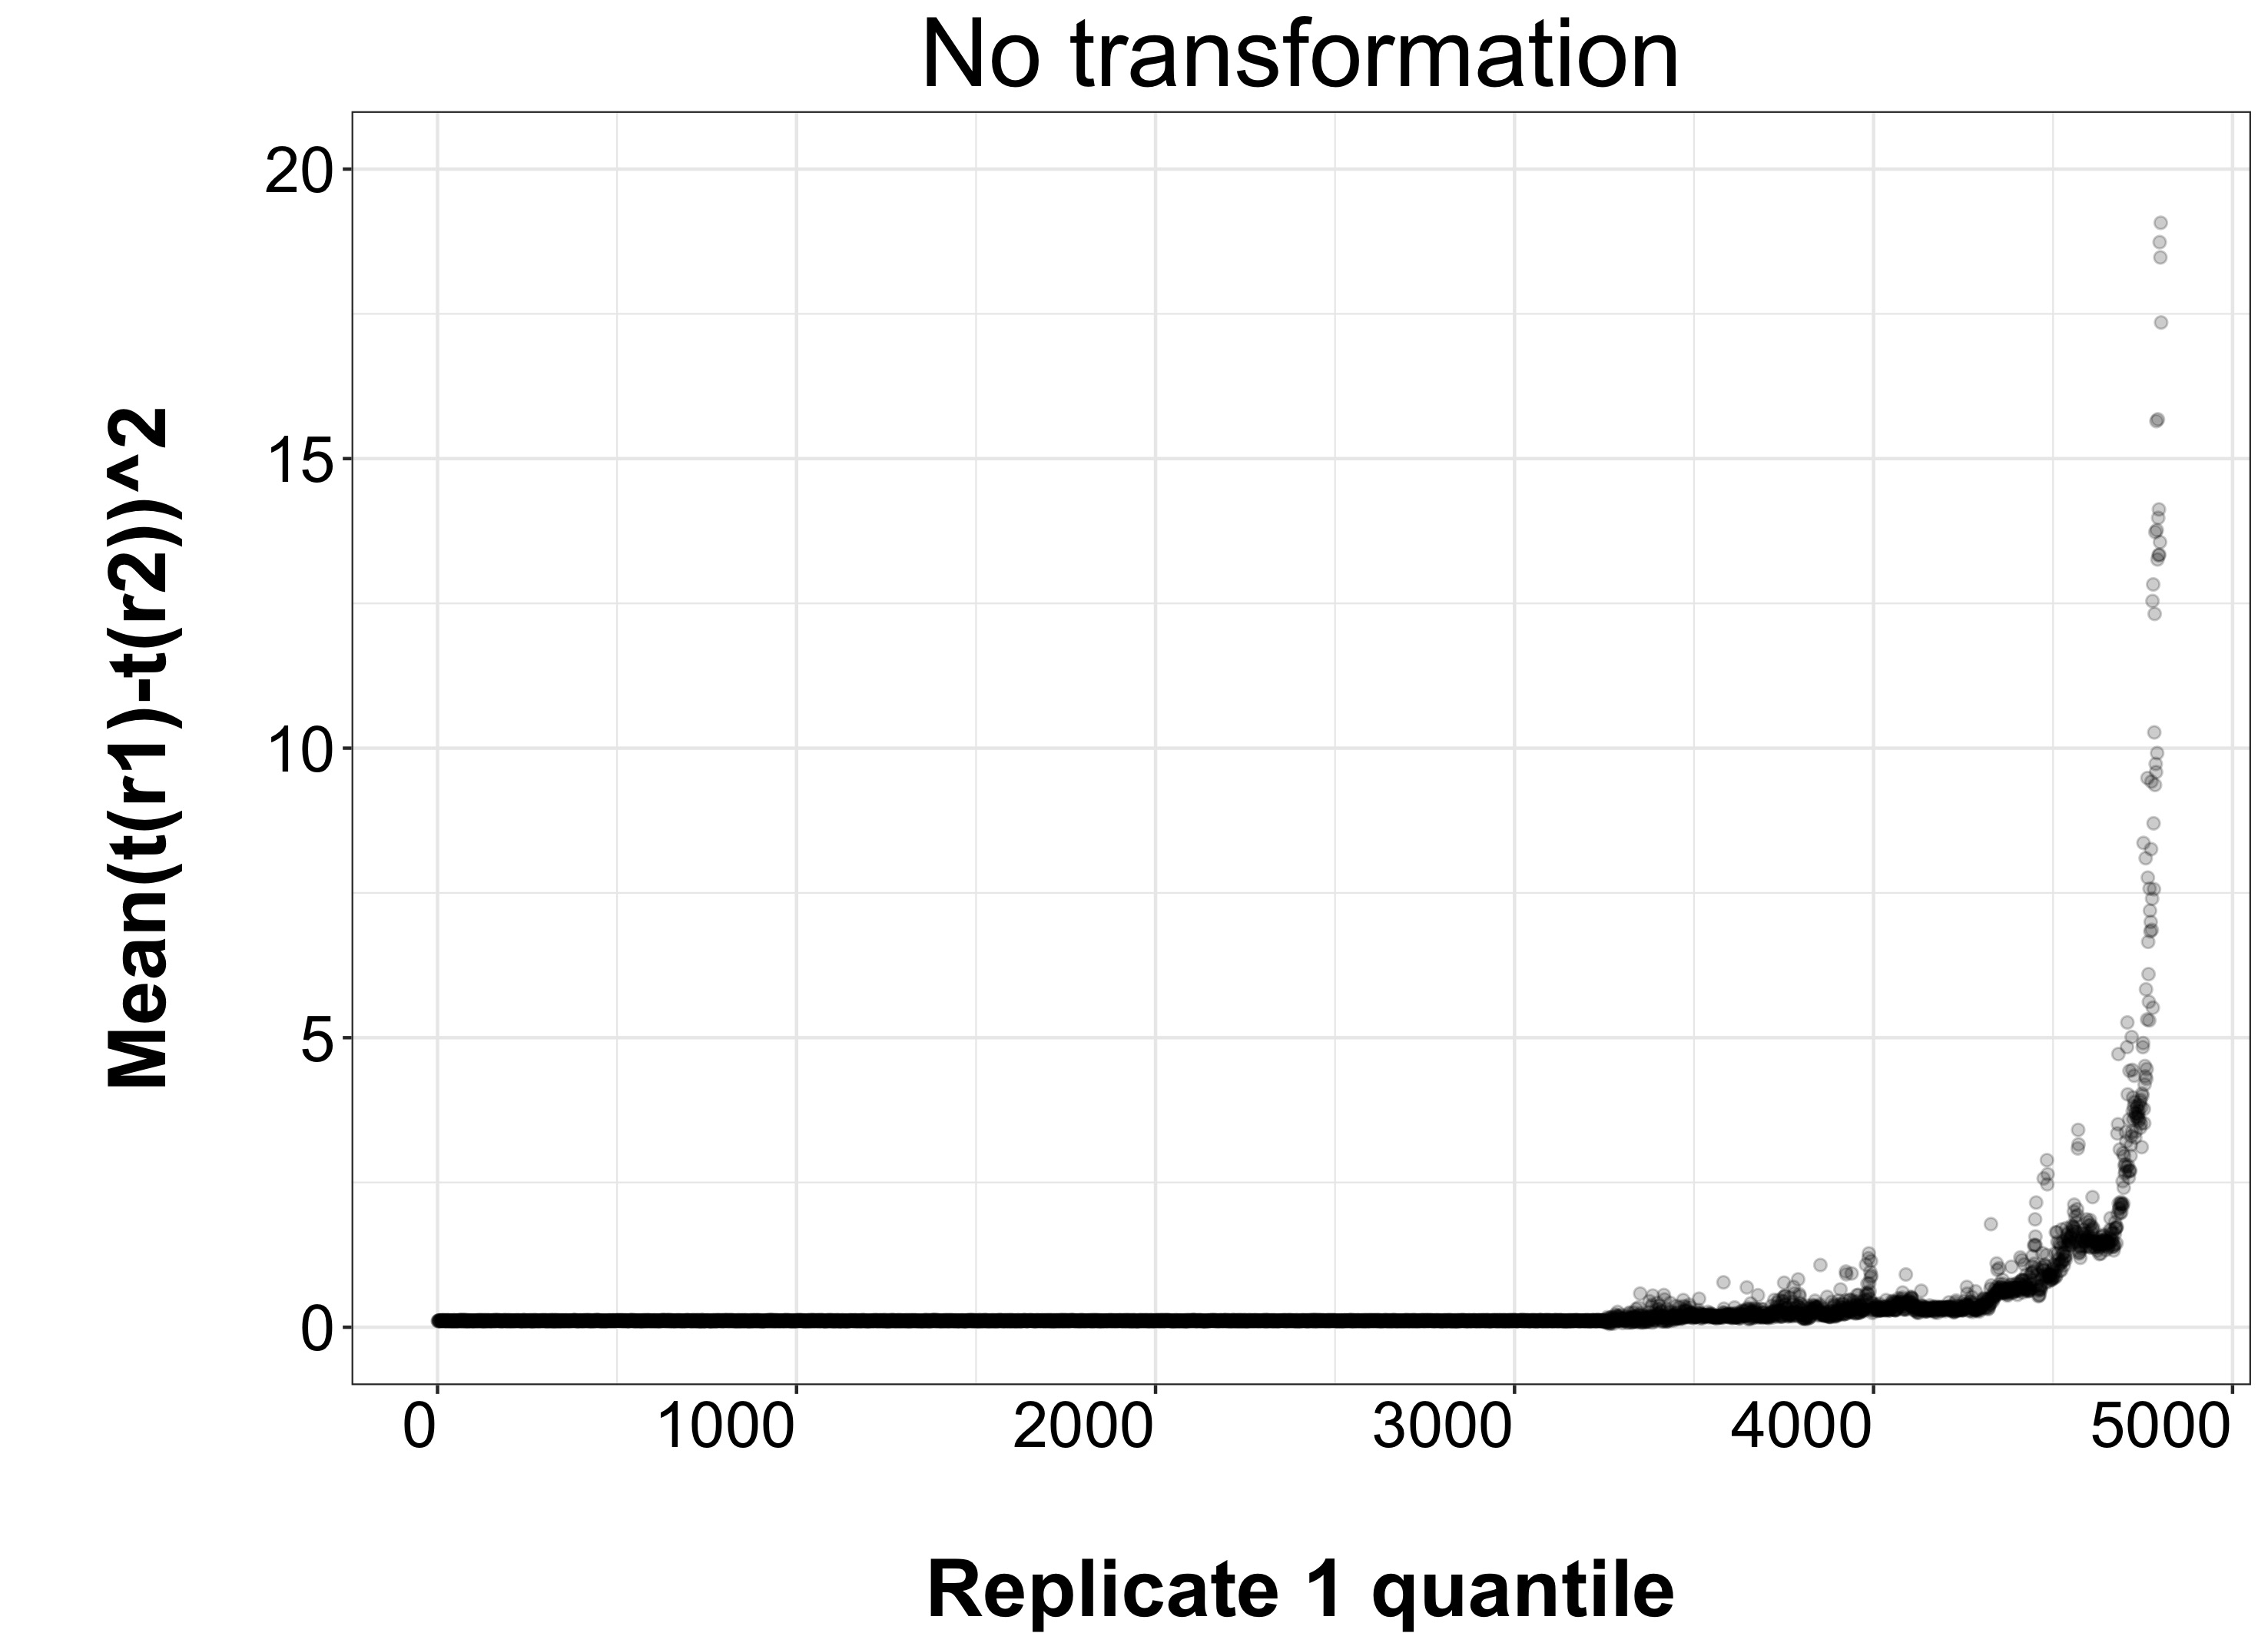 No transformation
Mean(t(r1)-t(r2))^2
20
15
10
5
0
0 1000 2000 3000 4000 5000
Replicate 1 quantile